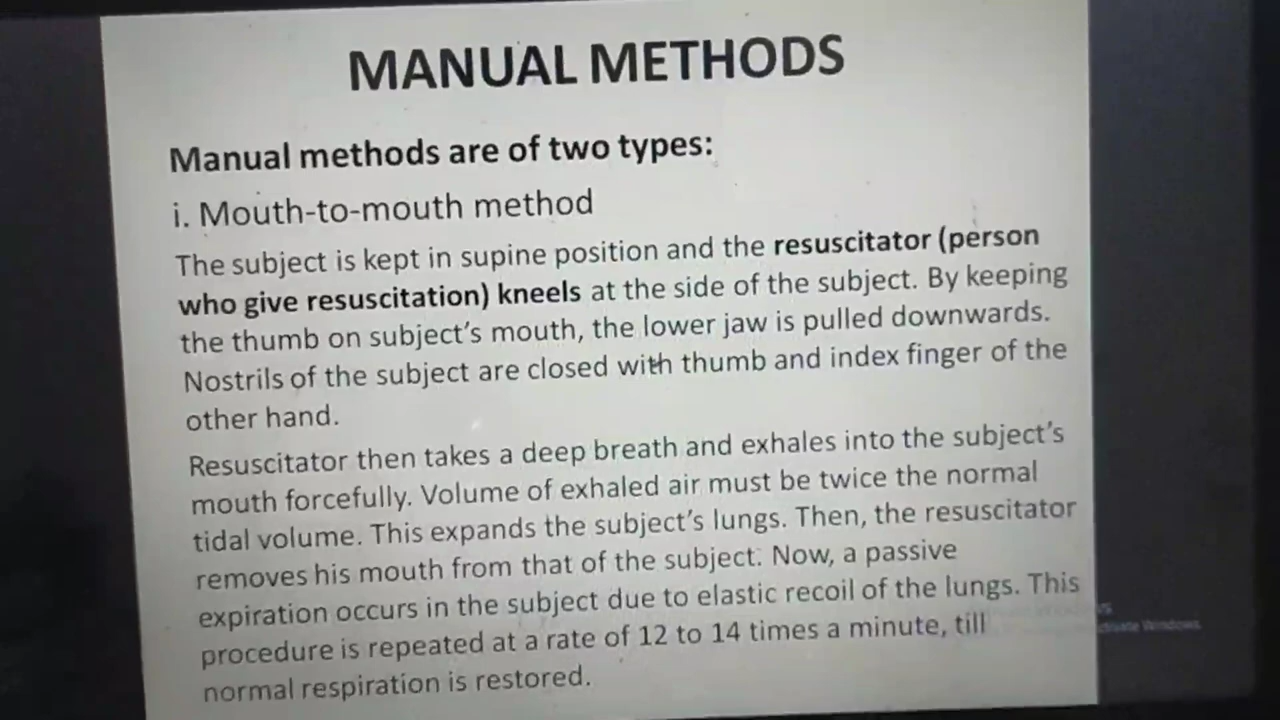 MANUAL METHODS
Manual methods are of two types:
i. Mouth-to-mouth method
The subject is kept in supine position and the resuscitator (person
who give resuscitation) kneels at the side of the subject. By keeping
the thumb on subject's mouth, the lower jaw is pulled downwards.
Nostrils of the subject are closed with thumb and index finger of the
other hand.
Resuscitator then takes a deep breath and exhales into the subject's
mouth forcefully. Volume of exhaled air must be twice the normal
tidal volume. This expands the subject's lungs. Then, the resuscitator
removes his mouth from that of the subject. Now, a passive
expiration occurs in the subject due to elastic recoil of the lungs. This
procedure is repeated at a rate of 12 to 14 times a minute, till
normal respiration is restored.
Windows